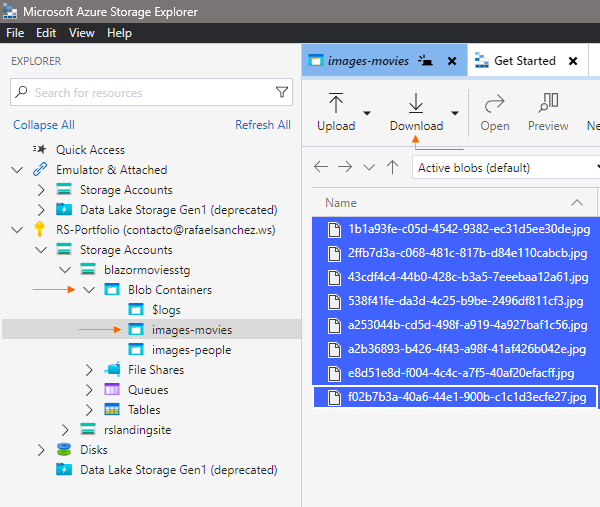 Microsoft Azure Storage Explorer
File Edit View Help
EXPLORER
Search for resources
Collapse All Refresh All
Quick Access
Emulator & Attached
Storage Accounts
Data Lake Storage Gen1 (deprecated)
RS-Portfolio (contacto@rafaelsanchez.ws)
Storage Accounts
blazormoviesstg
Blob Containers
$logs
images-movies
images-people
File Shares
Queues
Tables
rslandingsite
Disks
Data Lake Storage Gen1 (deprecated)
images-movies Get Started
Upload Download Open Preview Ne
Active blobs (default)
Name
1b1a93fe-c05d-4542-9382-ec31d5ee30de.jpg
2ffb7d3a-c068-481c-817b-d84e110cabcb.jpg
43cdf4c4-44b0-428c-b3a5-7eeebaa12a61.jpg
538f41fe-da3d-4c25-b9be-2496df811cf3.jpg
a253044b-cd5d-498f-a919-4a927baf1c56.jpg
a2b36893-b426-4f43-a98f-41af426b042e.jpg
e8d51e8d-f004-4c4c-a7f5-40af20efacff.jpg
f02b7b3a-40a6-44e1-900b-c1c1d3ecfe27.jpg